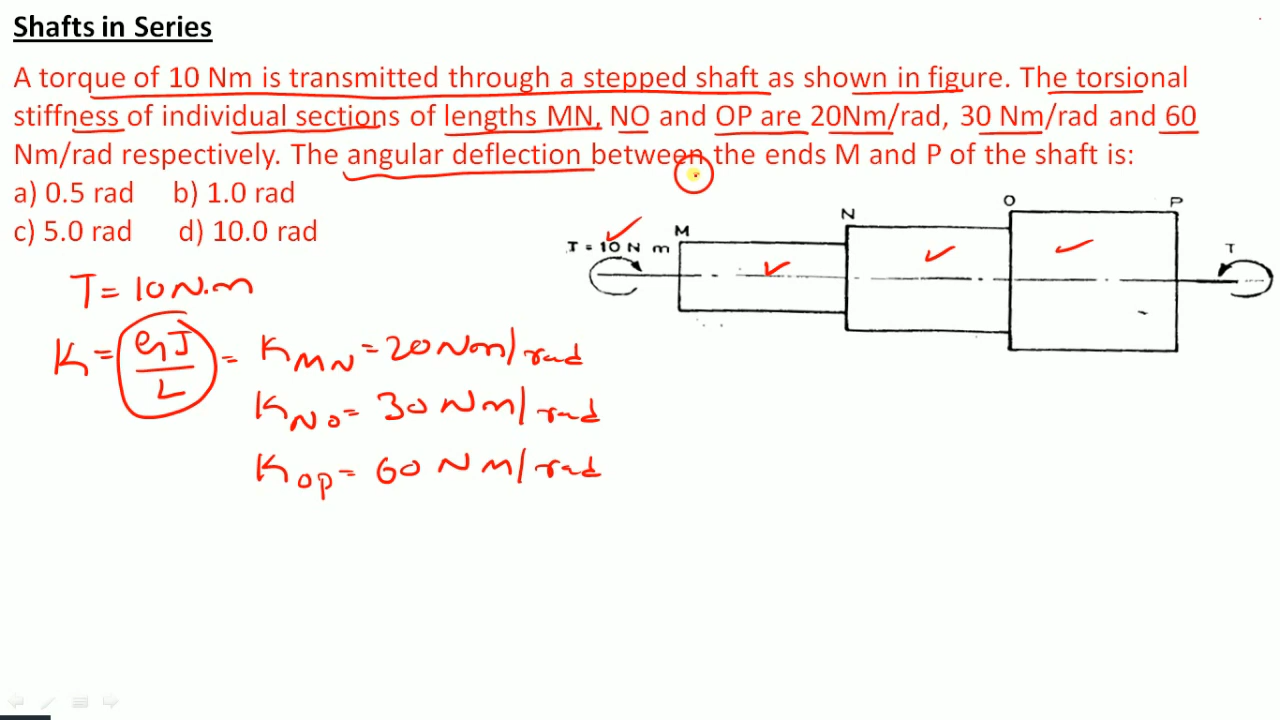 Shafts in Series
A torque of 10 Nm is transmitted through a stepped shaft as shown in figure. The torsional
stiffness of individual sections of lengths MN, NO and OP are 20Nm/rad, 30 Nm/rad and 60
Nm/rad respectively. The angular deflection between the ends M and P of the shaft is:
a) 0.5 rad b) 1.0 rad
c) 5.0 rad d) 10.0 rad
O P
N
M
T = 10 N m
T
T = 10 N.m
K = GJ/L = K MN = 20 Nm/rad
K NO = 30 Nm/rad
K OP = 60 NM/rad